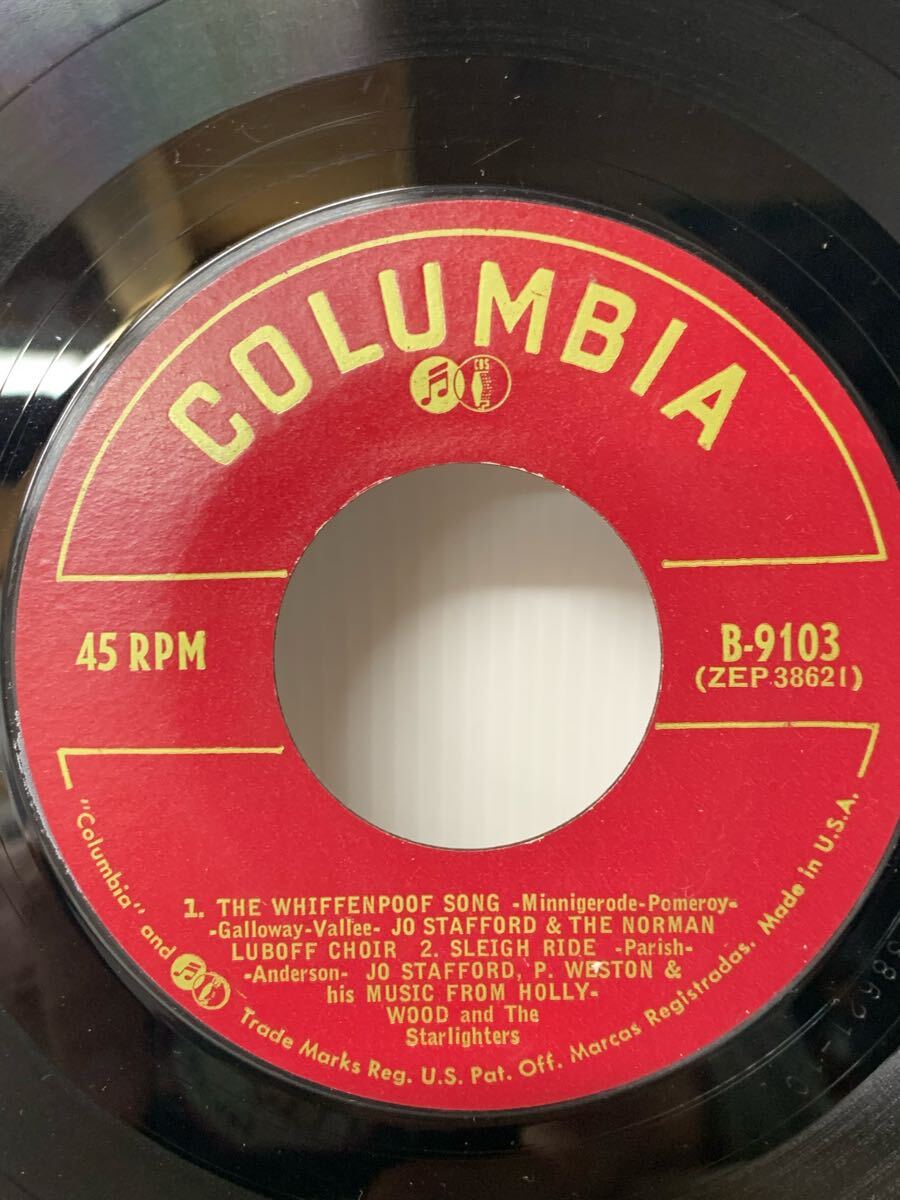 COLUMBIA
CBS
45 RPM
B-9103
(ZEP 38621)
1. THE WHIFFENPOOF SONG -Minnigerode-Pomeroy-
-Galloway-Vallee- JO STAFFORD & THE NORMAN
LUBOFF CHOIR 2. SLEIGH RIDE -Parish-
-Anderson- JO STAFFORD, P. WESTON &
his MUSIC FROM HOLLY-
WOOD and The
Starlighters
"Columbia" and Trade Marks Reg. U.S. Pat. Off. Marcas Registradas. Made in U.S.A.